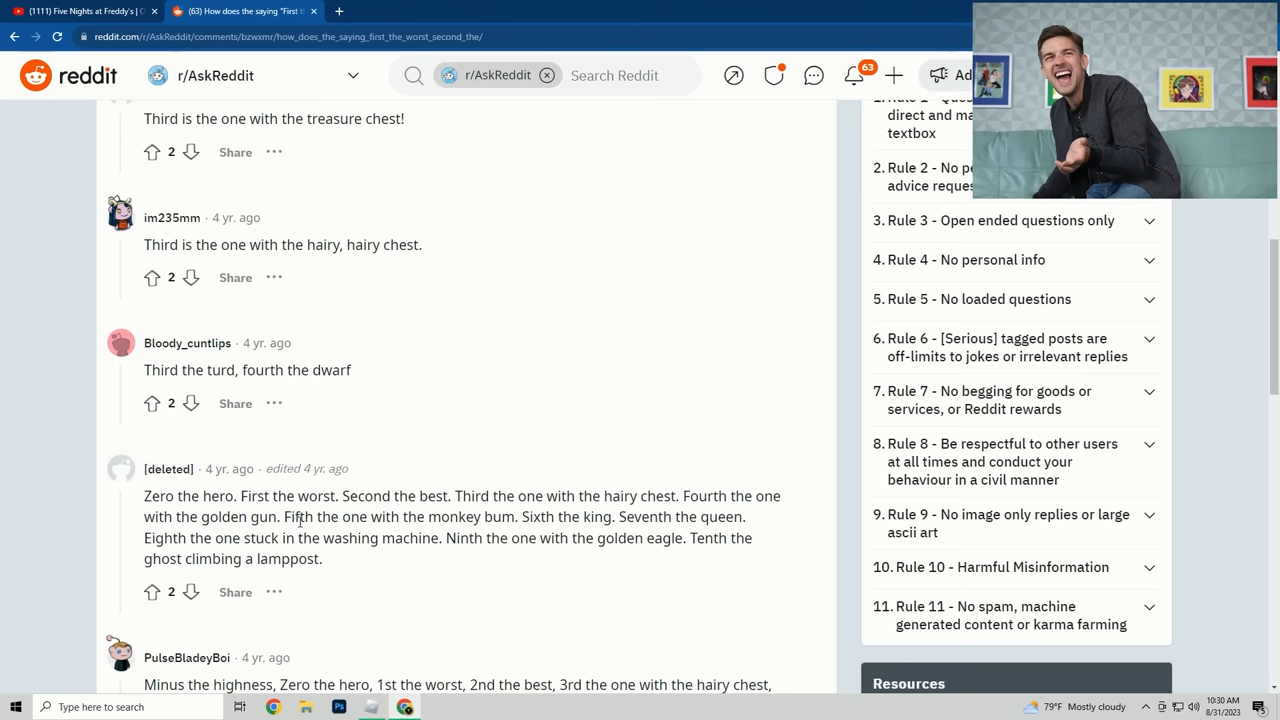 (1111) Five Nights at Freddy's | O
(63) How does the saying "First t
reddit.com/r/AskReddit/comments/bzwxmr/how_does_the_saying_first_the_worst_second_the/
reddit
r/AskReddit
r/AskReddit
Search Reddit
63
Ad
Third is the one with the treasure chest!
2
Share
im235mm · 4 yr. ago
Third is the one with the hairy, hairy chest.
2
Share
Bloody_cuntlips · 4 yr. ago
Third the turd, fourth the dwarf
2
Share
[deleted] · 4 yr. ago · edited 4 yr. ago
Zero the hero. First the worst. Second the best. Third the one with the hairy chest. Fourth the one
with the golden gun. Fifth the one with the monkey bum. Sixth the king. Seventh the queen.
Eighth the one stuck in the washing machine. Ninth the one with the golden eagle. Tenth the
ghost climbing a lamppost.
2
Share
PulseBladeyBoi · 4 yr. ago
Minus the highness, Zero the hero, 1st the worst, 2nd the best, 3rd the one with the hairy chest,
direct and ma
textbox
2. Rule 2 - No pe
advice reques
3. Rule 3 - Open ended questions only
4. Rule 4 - No personal info
5. Rule 5 - No loaded questions
6. Rule 6 - [Serious] tagged posts are
off-limits to jokes or irrelevant replies
7. Rule 7 - No begging for goods or
services, or Reddit rewards
8. Rule 8 - Be respectful to other users
at all times and conduct your
behaviour in a civil manner
9. Rule 9 - No image only replies or large
ascii art
10. Rule 10 - Harmful Misinformation
11. Rule 11 - No spam, machine
generated content or karma farming
Resources
Type here to search
79°F Mostly cloudy
10:30 AM
8/31/2023
5